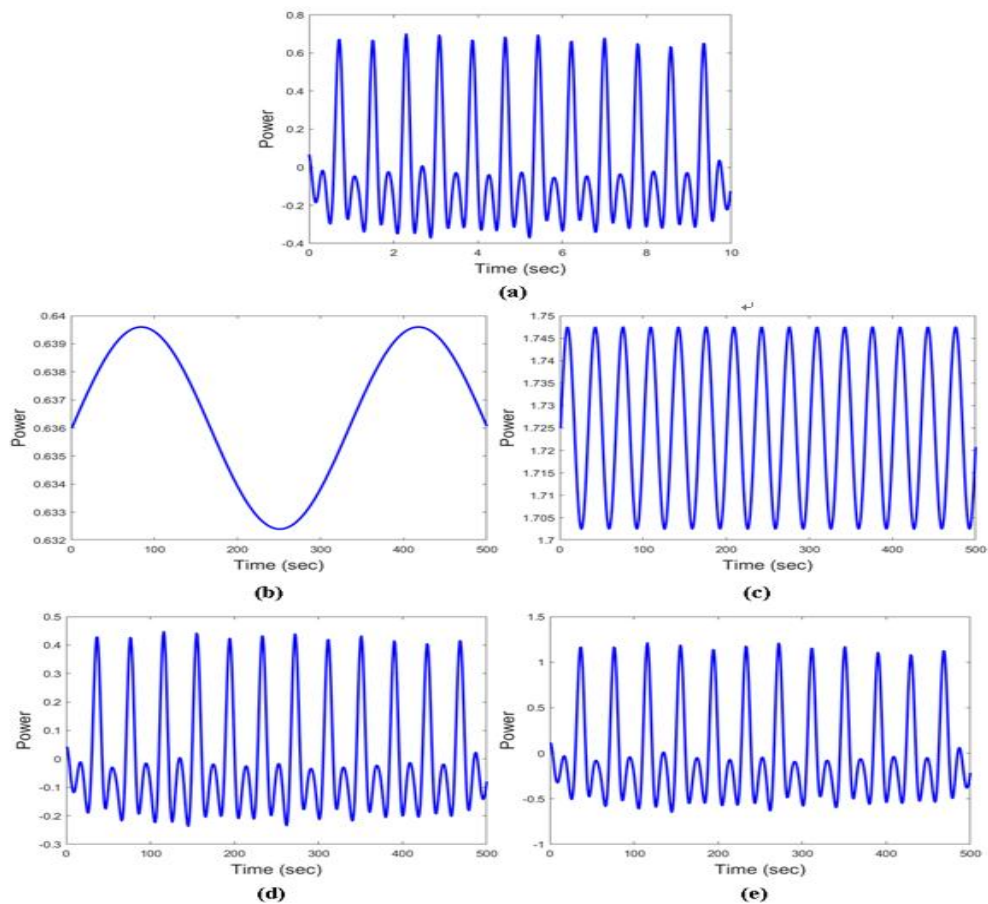 0.8
0.6
0.4
0.2
0
-0.2
-0.4
Power
0 2 4 6 8 10
Time (sec)
(a)
0.64
0.639
0.638
0.637
0.636
0.635
0.634
0.633
0.632
Power
0 100 200 300 400 500
Time (sec)
(b)
1.75
1.745
1.74
1.735
1.73
1.725
1.72
1.715
1.71
1.705
1.7
Power
0 100 200 300 400 500
Time (sec)
(c)
0.5
0.4
0.3
0.2
0.1
0
-0.1
-0.2
-0.3
Power
0 100 200 300 400 500
Time (sec)
(d)
1.5
1
0.5
0
-0.5
-1
Power
0 100 200 300 400 500
Time (sec)
(e)